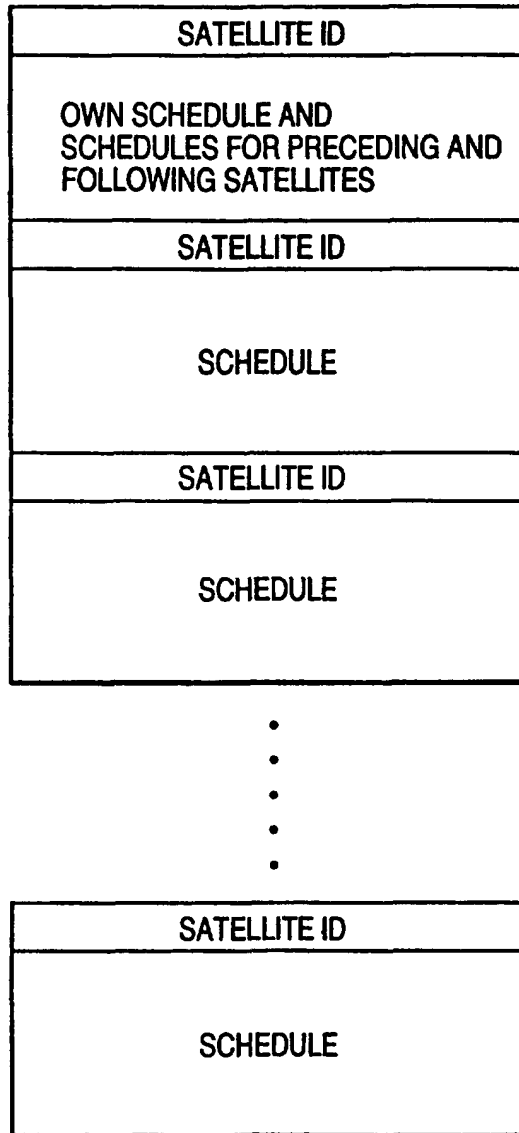 SATELLITE ID
OWN SCHEDULE AND
SCHEDULES FOR PRECEDING AND
FOLLOWING SATELLITES
SATELLITE ID
SCHEDULE
SATELLITE ID
SCHEDULE
SATELLITE ID
SCHEDULE